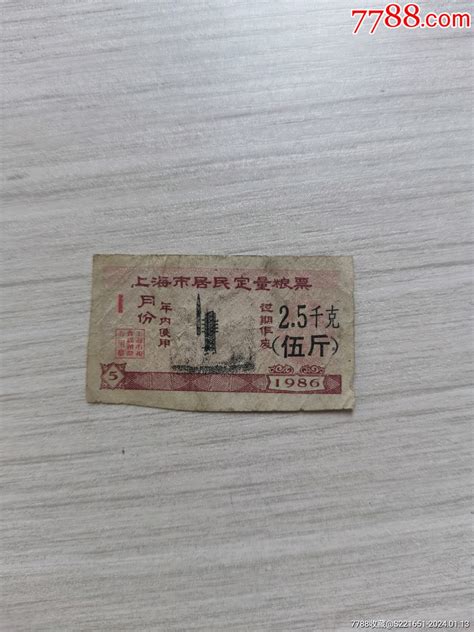 7788.com
上海市居民定量粮票
1月份
年内使用
过期作废
2.5千克
(伍斤)
5
1986
7788收藏@S221651-2024.01.13